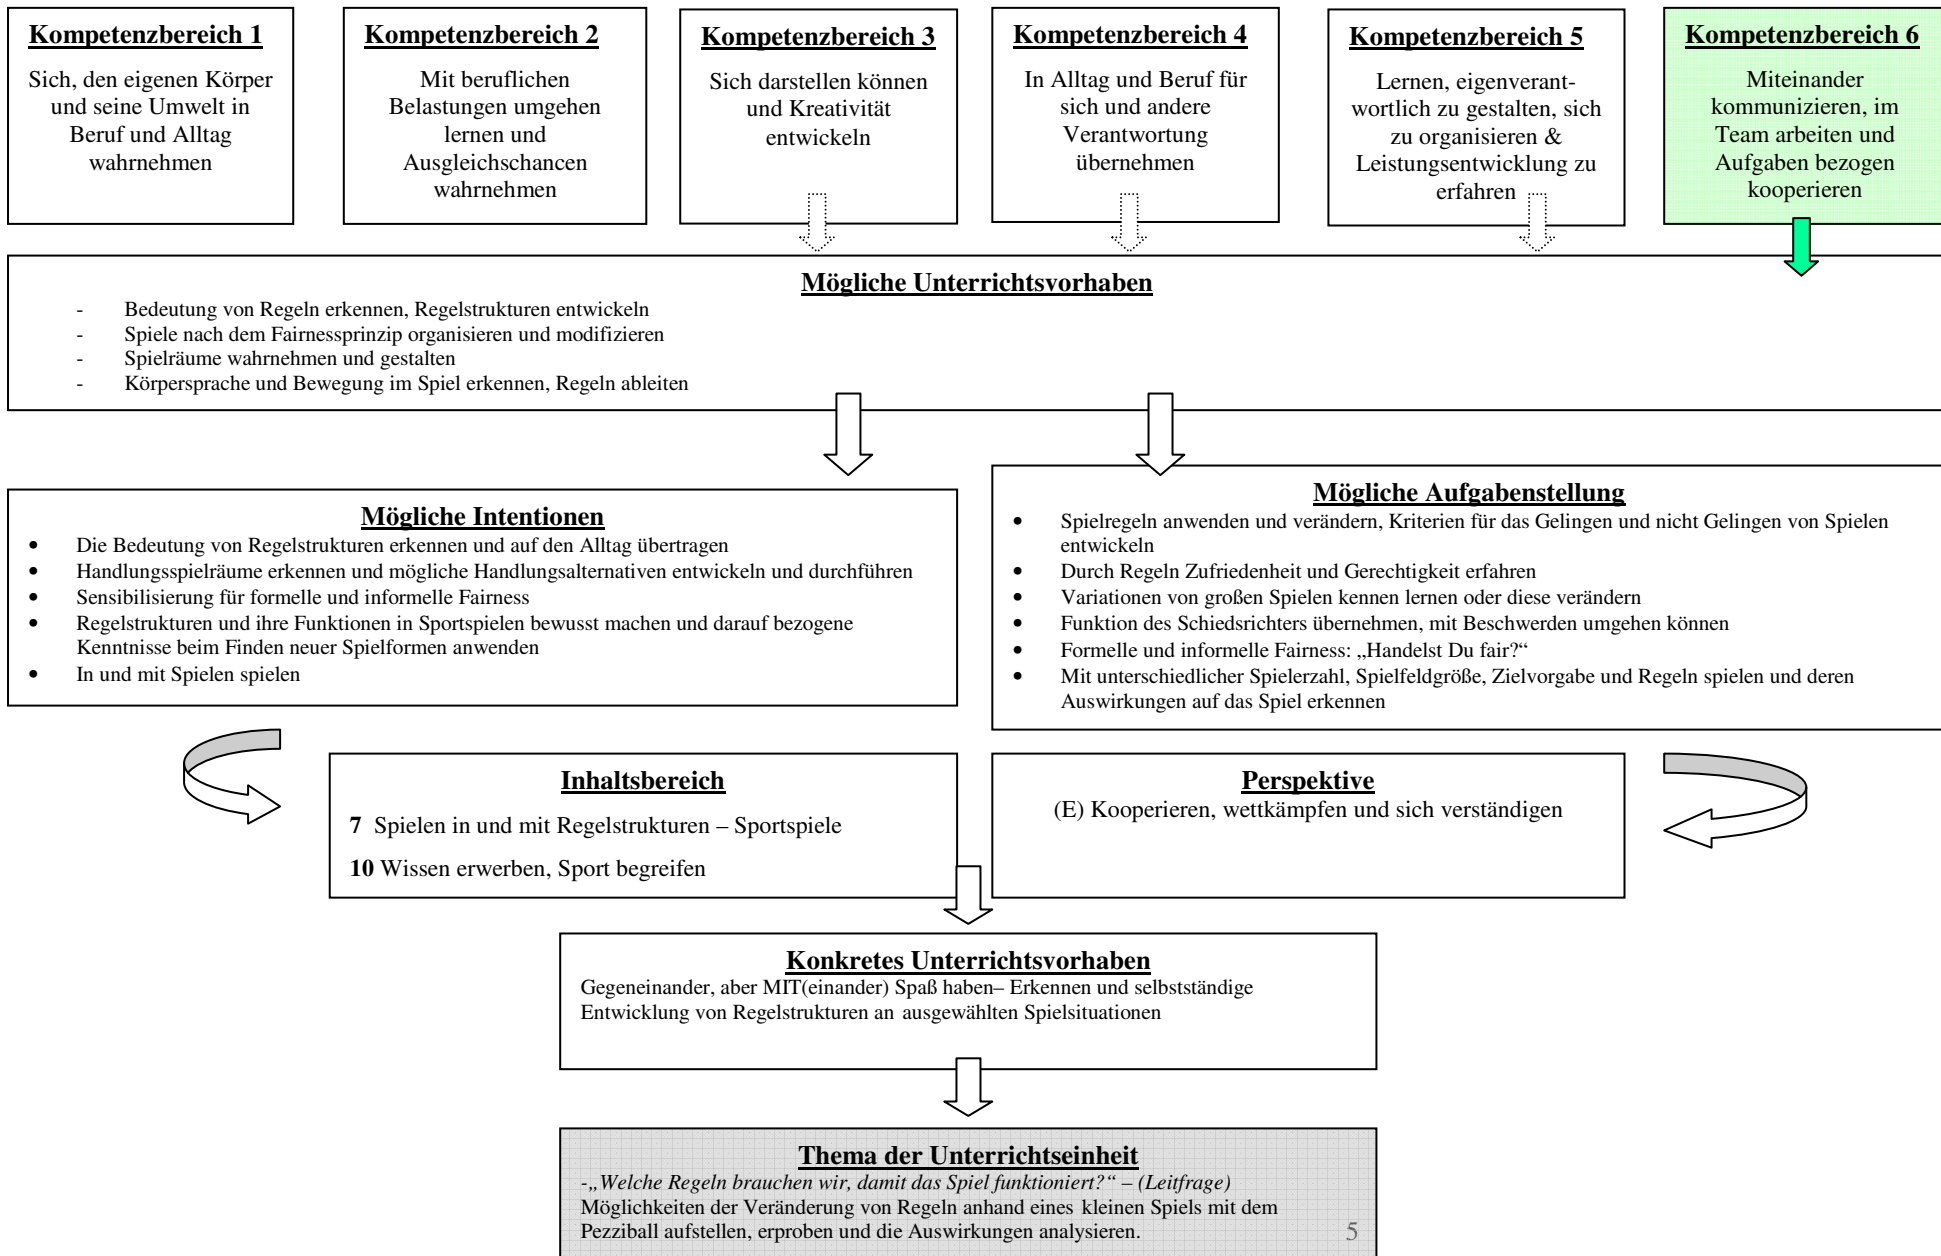 Kompetenzbereich 1
Sich, den eigenen Körper
und seine Umwelt in
Beruf und Alltag
wahrnehmen
Kompetenzbereich 2
Mit beruflichen
Belastungen umgehen
lernen und
Ausgleichschancen
wahrnehmen
Kompetenzbereich 3
Sich darstellen können
und Kreativität
entwickeln
Kompetenzbereich 4
In Alltag und Beruf für
sich und andere
Verantwortung
übernehmen
Kompetenzbereich 5
Lernen, eigenverant-
wortlich zu gestalten, sich
zu organisieren &
Leistungsentwicklung zu
erfahren
Kompetenzbereich 6
Miteinander
kommunizieren, im
Team arbeiten und
Aufgaben bezogen
kooperieren
Mögliche Unterrichtsvorhaben
- Bedeutung von Regeln erkennen, Regelstrukturen entwickeln
- Spiele nach dem Fairnessprinzip organisieren und modifizieren
- Spielräume wahrnehmen und gestalten
- Körpersprache und Bewegung im Spiel erkennen, Regeln ableiten
Mögliche Intentionen
• Die Bedeutung von Regelstrukturen erkennen und auf den Alltag übertragen
• Handlungsspielräume erkennen und mögliche Handlungsalternativen entwickeln und durchführen
• Sensibilisierung für formelle und informelle Fairness
• Regelstrukturen und ihre Funktionen in Sportspielen bewusst machen und darauf bezogene
Kenntnisse beim Finden neuer Spielformen anwenden
• In und mit Spielen spielen
Mögliche Aufgabenstellung
• Spielregeln anwenden und verändern, Kriterien für das Gelingen und nicht Gelingen von Spielen
entwickeln
• Durch Regeln Zufriedenheit und Gerechtigkeit erfahren
• Variationen von großen Spielen kennen lernen oder diese verändern
• Funktion des Schiedsrichters übernehmen, mit Beschwerden umgehen können
• Formelle und informelle Fairness: „Handelst Du fair?“
• Mit unterschiedlicher Spielerzahl, Spielfeldgröße, Zielvorgabe und Regeln spielen und deren
Auswirkungen auf das Spiel erkennen
Inhaltsbereich
7 Spielen in und mit Regelstrukturen – Sportspiele
10 Wissen erwerben, Sport begreifen
Perspektive
(E) Kooperieren, wettkämpfen und sich verständigen
Konkretes Unterrichtsvorhaben
Gegeneinander, aber MIT(einander) Spaß haben– Erkennen und selbstständige
Entwicklung von Regelstrukturen an ausgewählten Spielsituationen
Thema der Unterrichtseinheit
-„Welche Regeln brauchen wir, damit das Spiel funktioniert?“ – (Leitfrage)
Möglichkeiten der Veränderung von Regeln anhand eines kleinen Spiels mit dem
Pezziball aufstellen, erproben und die Auswirkungen analysieren.
5